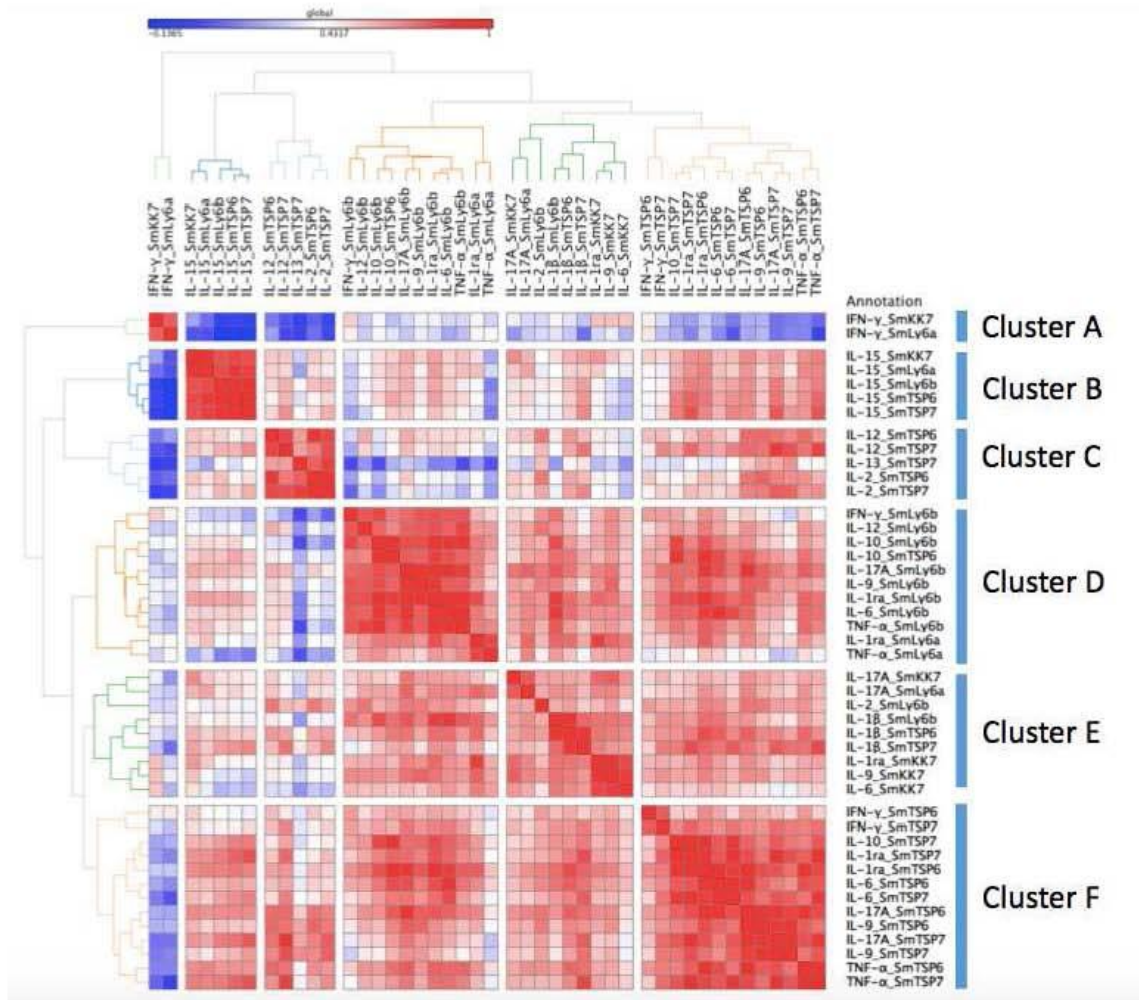 global
-0.1365 0.4317 1
IFN-γ_SmKK7
IFN-γ_SmLy6a
IL-15_SmKK7
IL-15_SmLy6a
IL-15_SmLy6b
IL-15_SmTSP6
IL-15_SmTSP7
IL-12_SmTSP6
IL-12_SmTSP7
IL-13_SmTSP7
IL-2_SmTSP6
IL-2_SmTSP7
IFN-γ_SmLy6b
IL-12_SmLy6b
IL-10_SmLy6b
IL-10_SmTSP6
IL-17A_SmLy6b
IL-9_SmLy6b
IL-1ra_SmLy6b
IL-6_SmLy6b
TNF-α_SmLy6b
IL-1ra_SmLy6a
TNF-α_SmLy6a
IL-17A_SmKK7
IL-17A_SmLy6a
IL-2_SmLy6b
IL-1β_SmLy6b
IL-1β_SmTSP6
IL-1β_SmTSP7
IL-1ra_SmKK7
IL-9_SmKK7
IL-6_SmKK7
IFN-γ_SmTSP6
IFN-γ_SmTSP7
IL-10_SmTSP7
IL-1ra_SmTSP7
IL-1ra_SmTSP6
IL-6_SmTSP6
IL-6_SmTSP7
IL-17A_SmTSP6
IL-9_SmTSP6
IL-17A_SmTSP7
IL-9_SmTSP7
TNF-α_SmTSP6
TNF-α_SmTSP7
Annotation
IFN-γ_SmKK7
IFN-γ_SmLy6a
Cluster A
IL-15_SmKK7
IL-15_SmLy6a
IL-15_SmLy6b
IL-15_SmTSP6
IL-15_SmTSP7
Cluster B
IL-12_SmTSP6
IL-12_SmTSP7
IL-13_SmTSP7
IL-2_SmTSP6
IL-2_SmTSP7
Cluster C
IFN-γ_SmLy6b
IL-12_SmLy6b
IL-10_SmLy6b
IL-10_SmTSP6
IL-17A_SmLy6b
IL-9_SmLy6b
IL-1ra_SmLy6b
IL-6_SmLy6b
TNF-α_SmLy6b
IL-1ra_SmLy6a
TNF-α_SmLy6a
Cluster D
IL-17A_SmKK7
IL-17A_SmLy6a
IL-2_SmLy6b
IL-1β_SmLy6b
IL-1β_SmTSP6
IL-1β_SmTSP7
IL-1ra_SmKK7
IL-9_SmKK7
IL-6_SmKK7
Cluster E
IFN-γ_SmTSP6
IFN-γ_SmTSP7
IL-10_SmTSP7
IL-1ra_SmTSP7
IL-1ra_SmTSP6
IL-6_SmTSP6
IL-6_SmTSP7
IL-17A_SmTSP6
IL-9_SmTSP6
IL-17A_SmTSP7
IL-9_SmTSP7
TNF-α_SmTSP6
TNF-α_SmTSP7
Cluster F